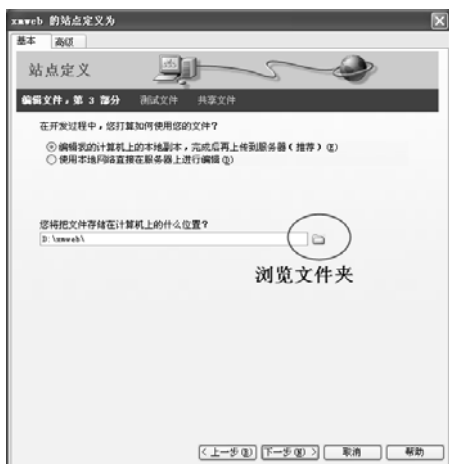 xmweb 的站点定义为
基本 高级
站点定义
编辑文件,第 3 部分 测试文件 共享文件
在开发过程中,您打算如何使用您的文件?
编辑我的计算机上的本地副本,完成后再上传到服务器(推荐)(E)
使用本地网络直接在服务器上进行编辑(D)
您将把文件存储在计算机上的什么位置?
D:\xmweb\
浏览文件夹
<上一步(B) 下一步(N)> 取消 帮助